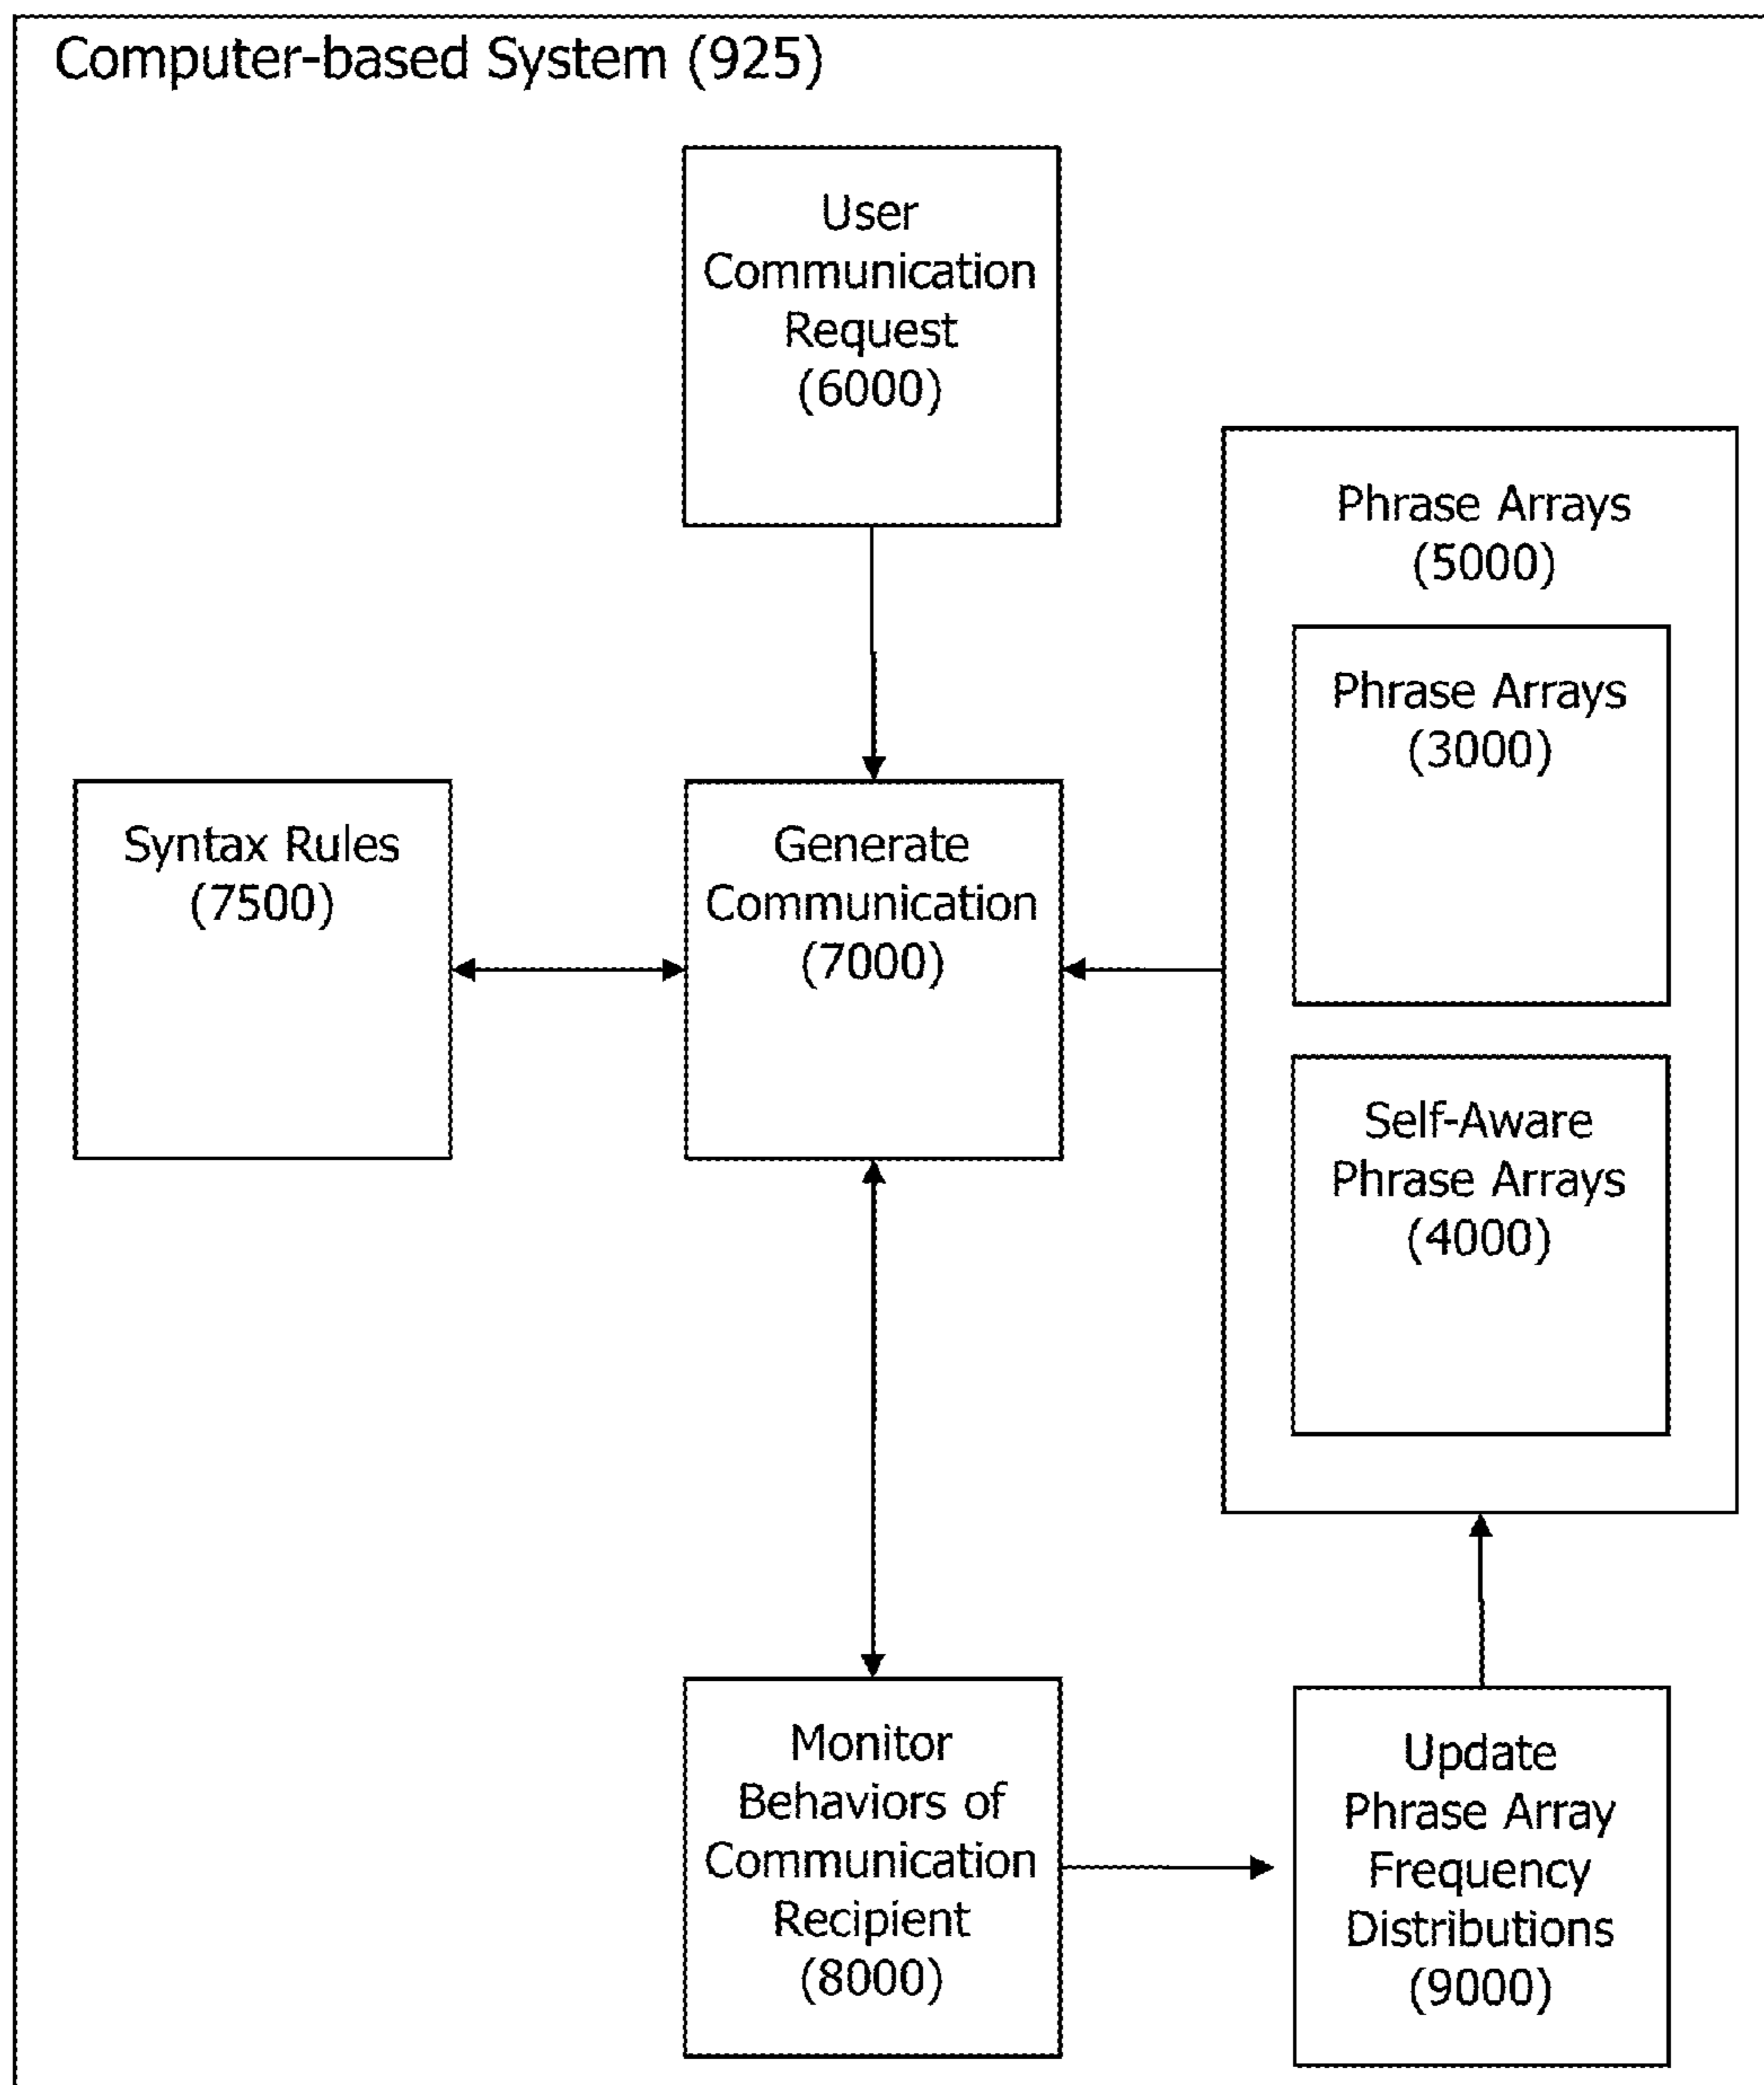 Computer-based System (925)
User
Communication
Request
(6000)
Phrase Arrays
(5000)
Phrase Arrays
(3000)
Syntax Rules
(7500)
Generate
Communication
(7000)
Self-Aware
Phrase Arrays
(4000)
Monitor
Behaviors of
Communication
Recipient
(8000)
Update
Phrase Array
Frequency
Distributions
(9000)